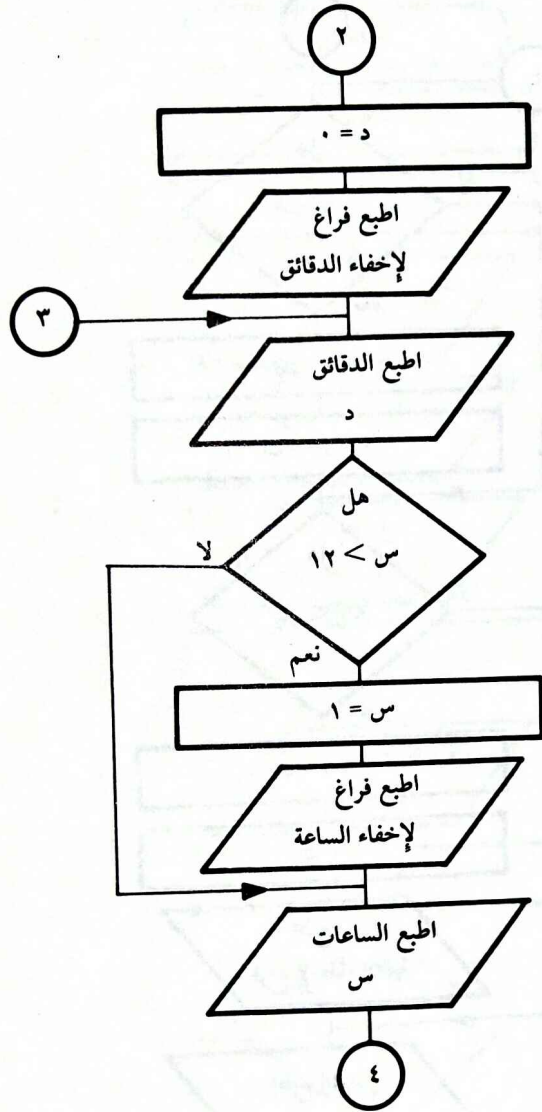 ٢
د = ٠
اطبع فراغ
لإخفاء الدقائق
٣
اطبع الدقائق
د
هل
س > ١٢
لا
نعم
س = ١
اطبع فراغ
لإخفاء الساعة
اطبع الساعات
س
٤